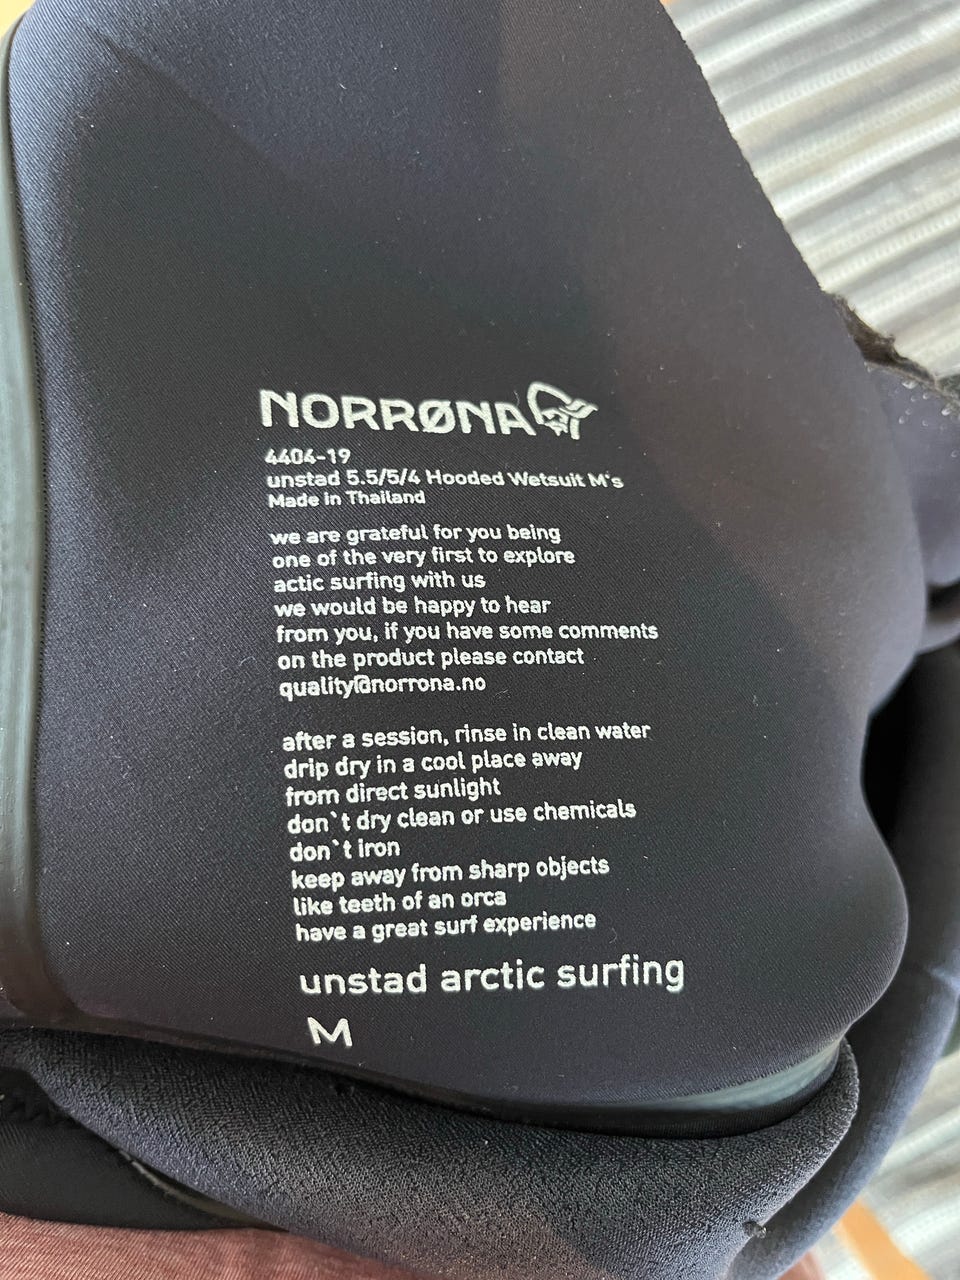 NORRØNA
4404-19
unstad 5.5/5/4 Hooded Wetsuit M's
Made in Thailand
we are grateful for you being
one of the very first to explore
actic surfing with us
we would be happy to hear
from you, if you have some comments
on the product please contact
quality@norrona.no
after a session, rinse in clean water
drip dry in a cool place away
from direct sunlight
don`t dry clean or use chemicals
don`t iron
keep away from sharp objects
like teeth of an orca
have a great surf experience
unstad arctic surfing
M